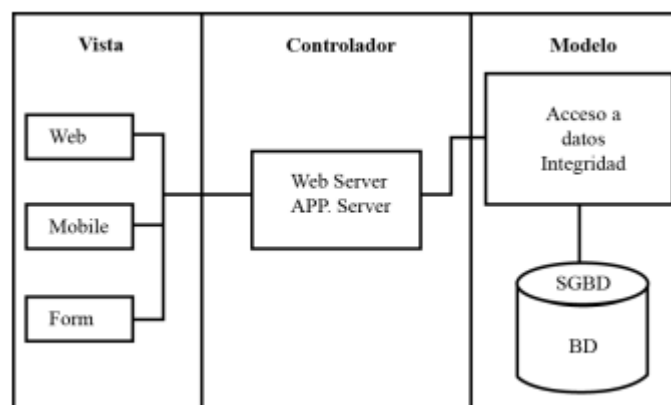 Vista
Controlador
Modelo
Web
Mobile
Form
Web Server
APP. Server
Acceso a
datos
Integridad
SGBD
BD